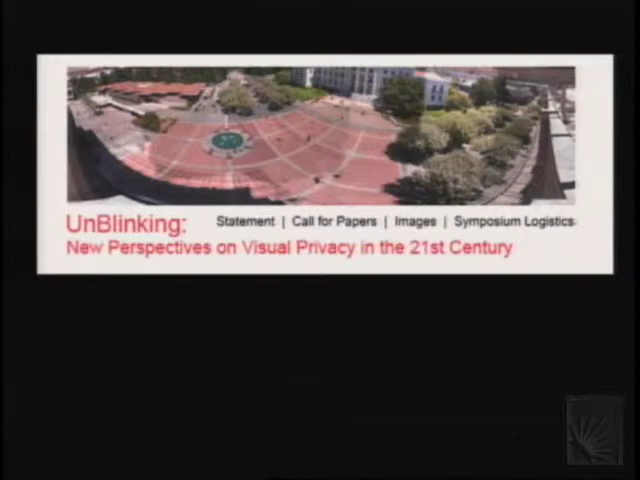 UnBlinking: Statement | Call for Papers | Images | Symposium Logistics
New Perspectives on Visual Privacy in the 21st Century